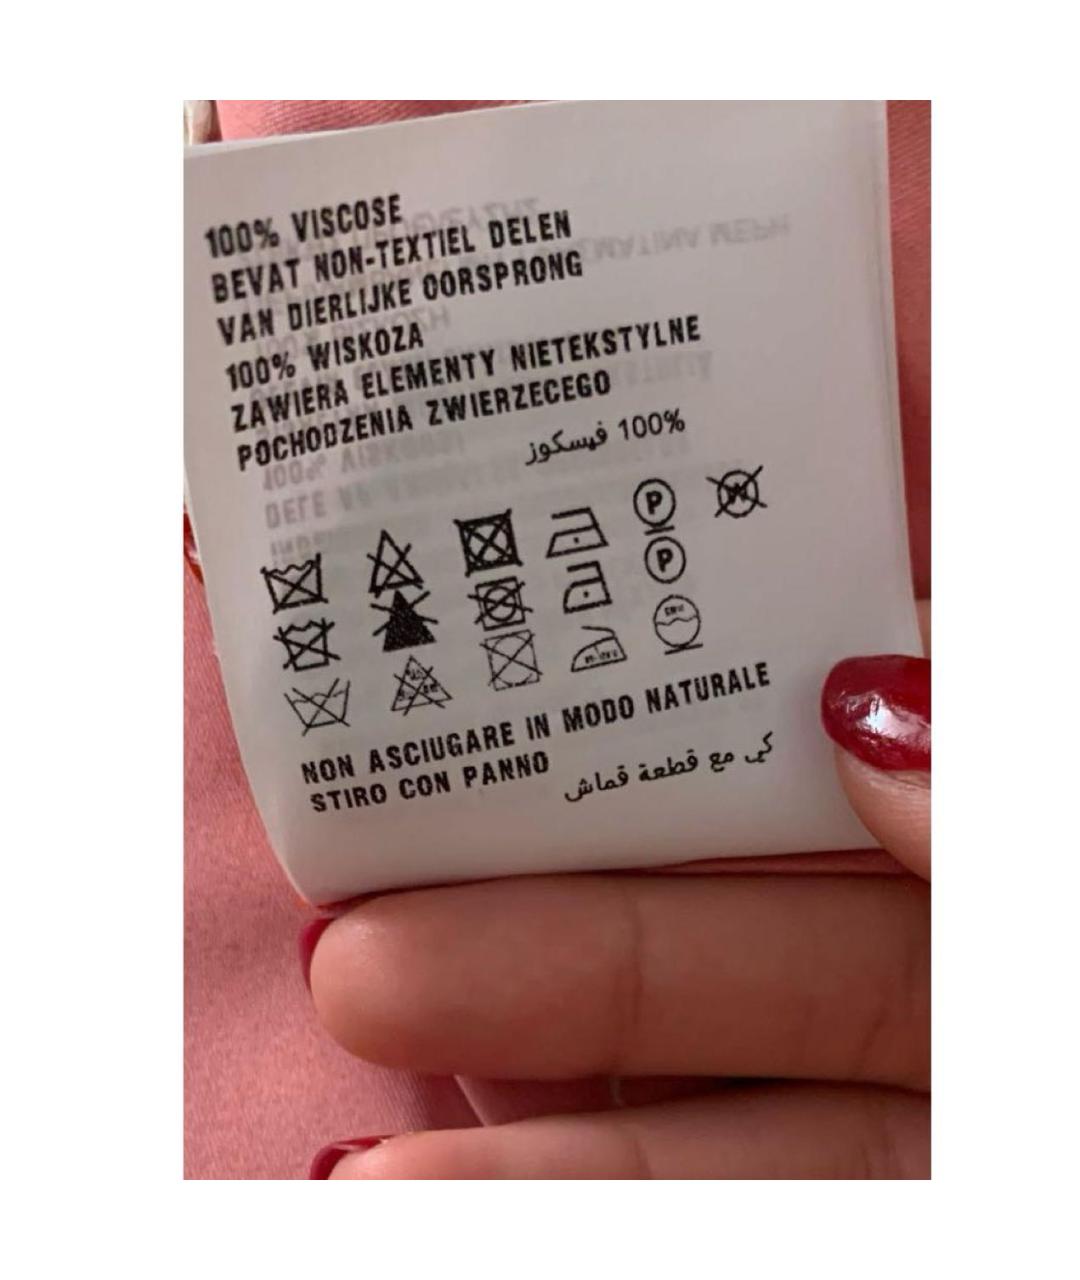 100% VISCOSE
BEVAT NON-TEXTIEL DELEN
VAN DIERLIJKE OORSPRONG
100% WISKOZA
ZAWIERA ELEMENTY NIETEKSTYLNE
POCHODZENIA ZWIERZECEGO
100% فيسكوز
P W
P
NON ASCIUGARE IN MODO NATURALE
STIRO CON PANNO
كي مع قطعة قماش